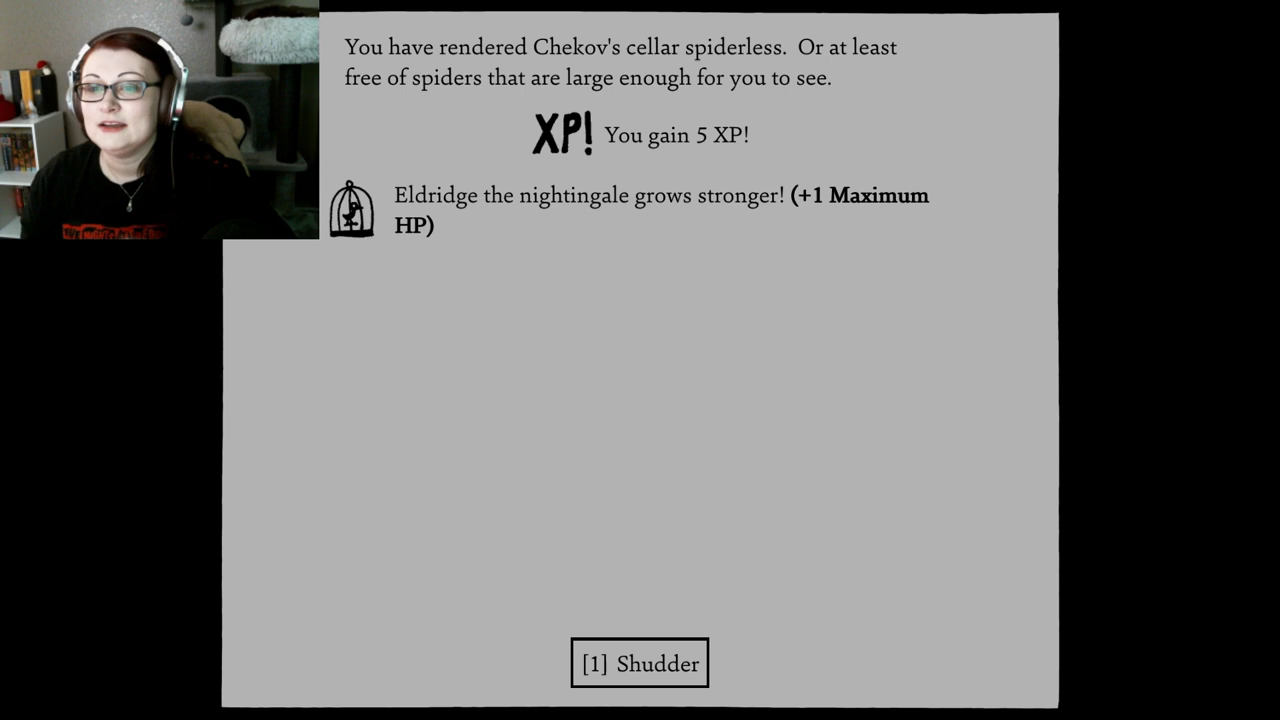 You have rendered Chekov's cellar spiderless. Or at least
free of spiders that are large enough for you to see.
XP! You gain 5 XP!
Eldridge the nightingale grows stronger! (+1 Maximum
HP)
[1] Shudder